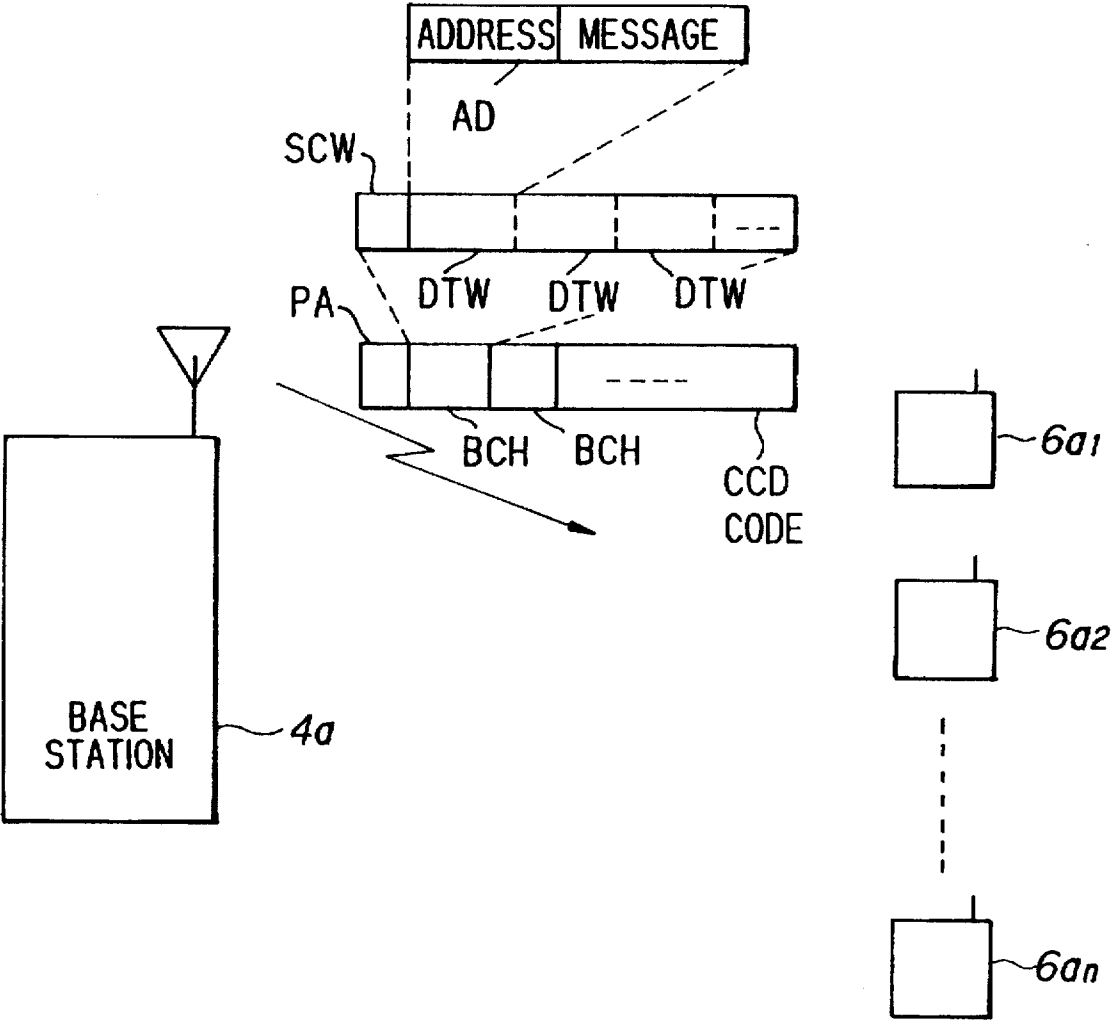 ADDRESS MESSAGE
AD
SCW
DTW DTW DTW
PA
BCH BCH
CCD
CODE
6a1
6a2
BASE
STATION
4a
6an